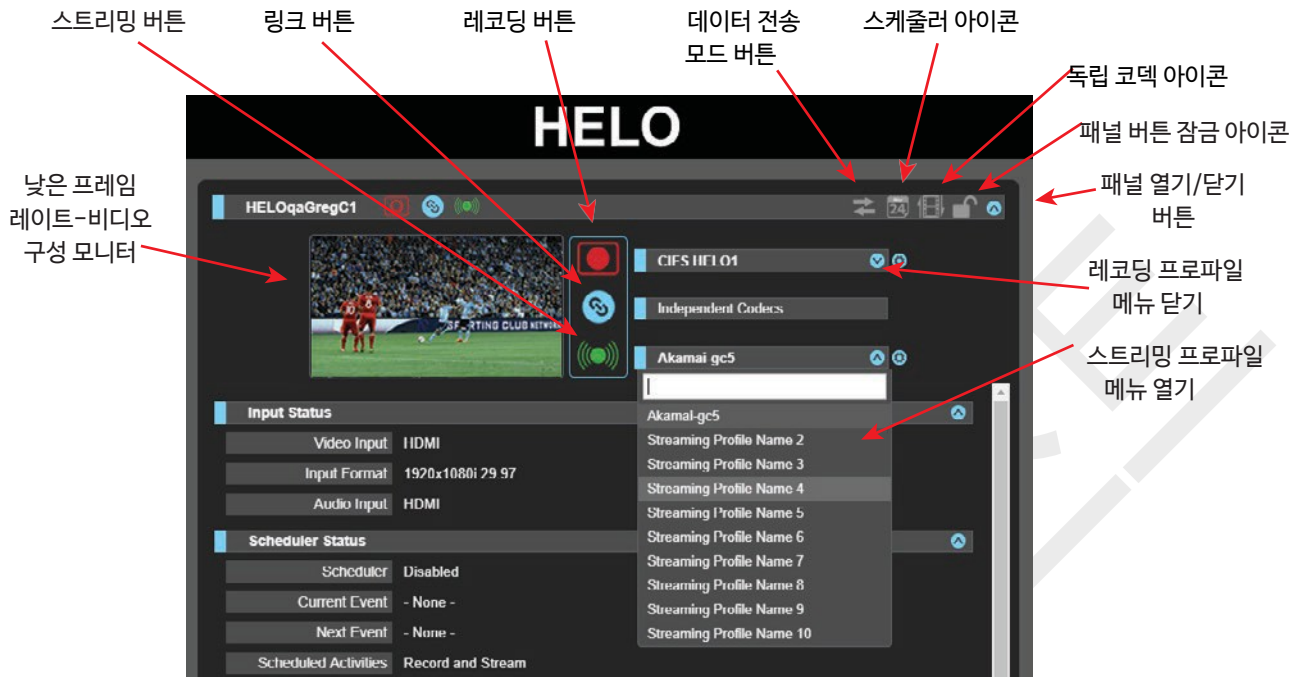 스트리밍 버튼
링크 버튼
레코딩 버튼
데이터 전송
모드 버튼
스케줄러 아이콘
독립 코덱 아이콘
패널 버튼 잠금 아이콘
패널 열기/닫기
버튼
낮은 프레임
레이트-비디오
구성 모니터
레코딩 프로파일
메뉴 닫기
스트리밍 프로파일
메뉴 열기
HELO
HELOqaGregC1
24
CIFS HELO1
SPORTING CLUB NETWORK
Independent Codecs
Akamai gc5
Akamal-gc5
Streaming Profile Name 2
Streaming Profile Name 3
Streaming Profile Name 4
Streaming Profile Name 5
Streaming Profile Name 6
Streaming Profile Name 7
Streaming Profile Name 8
Streaming Profile Name 9
Streaming Profile Name 10
Input Status
Video Input HDMI
Input Format 1920x1080i 29.97
Audio Input HDMI
Scheduler Status
Scheduler Disabled
Current Event - None -
Next Event - None -
Scheduled Activities Record and Stream